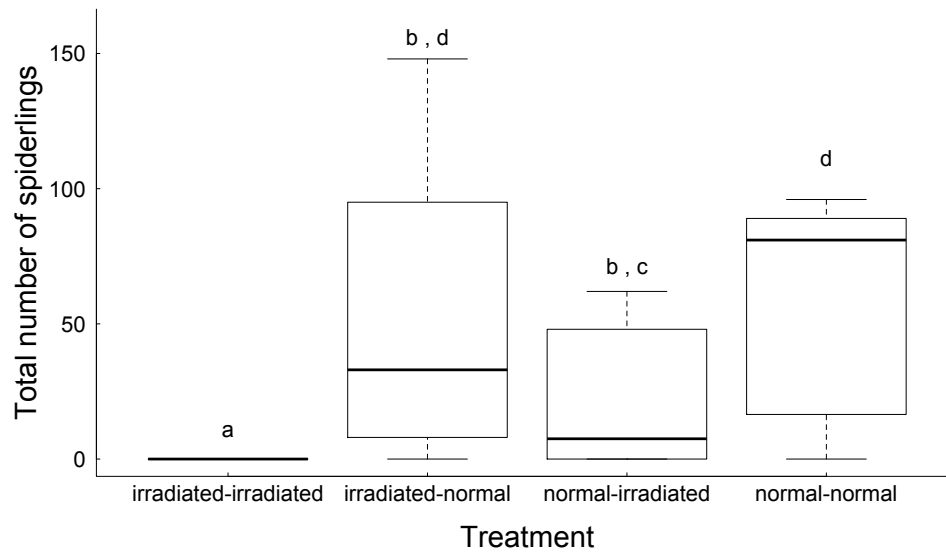 Total number of spiderlings
150
100
50
0
a
b , d
b , c
d
irradiated-irradiated irradiated-normal normal-irradiated normal-normal
Treatment